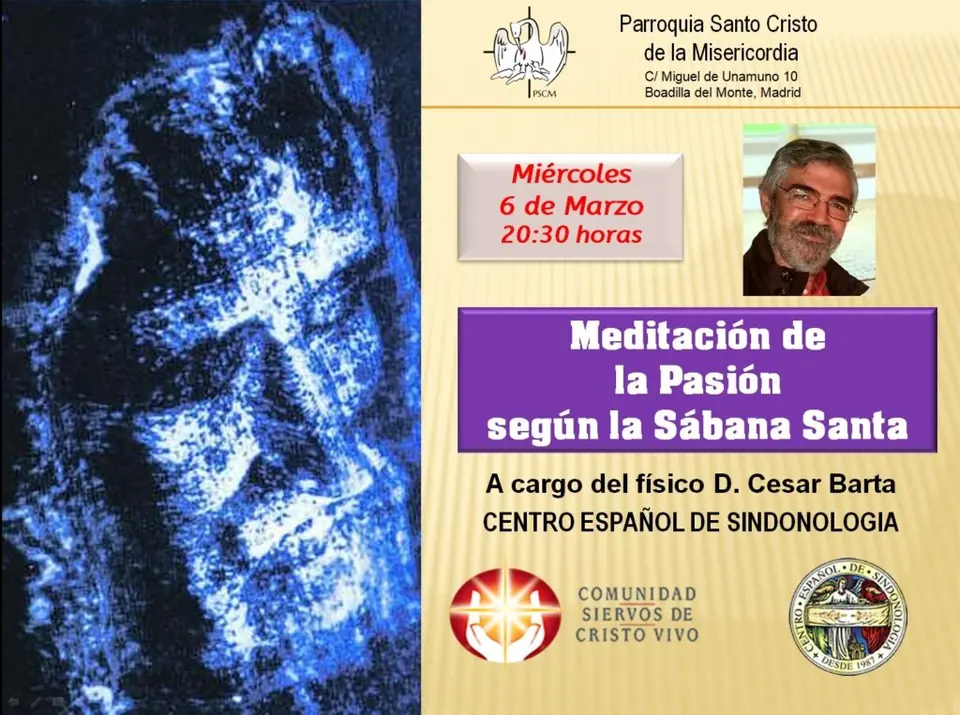 Parroquia Santo Cristo
de la Misericordia
C/ Miguel de Unamuno 10
Boadilla del Monte, Madrid
PSCM
Miércoles
6 de Marzo
20:30 horas
Meditación de
la Pasión
según la Sábana Santa
A cargo del físico D. Cesar Barta
CENTRO ESPAÑOL DE SINDONOLOGIA
COMUNIDAD
SIERVOS DE
CRISTO VIVO
CENTRO • ESPAÑOL • DE • SINDONOLOGIA
DESDE 1987